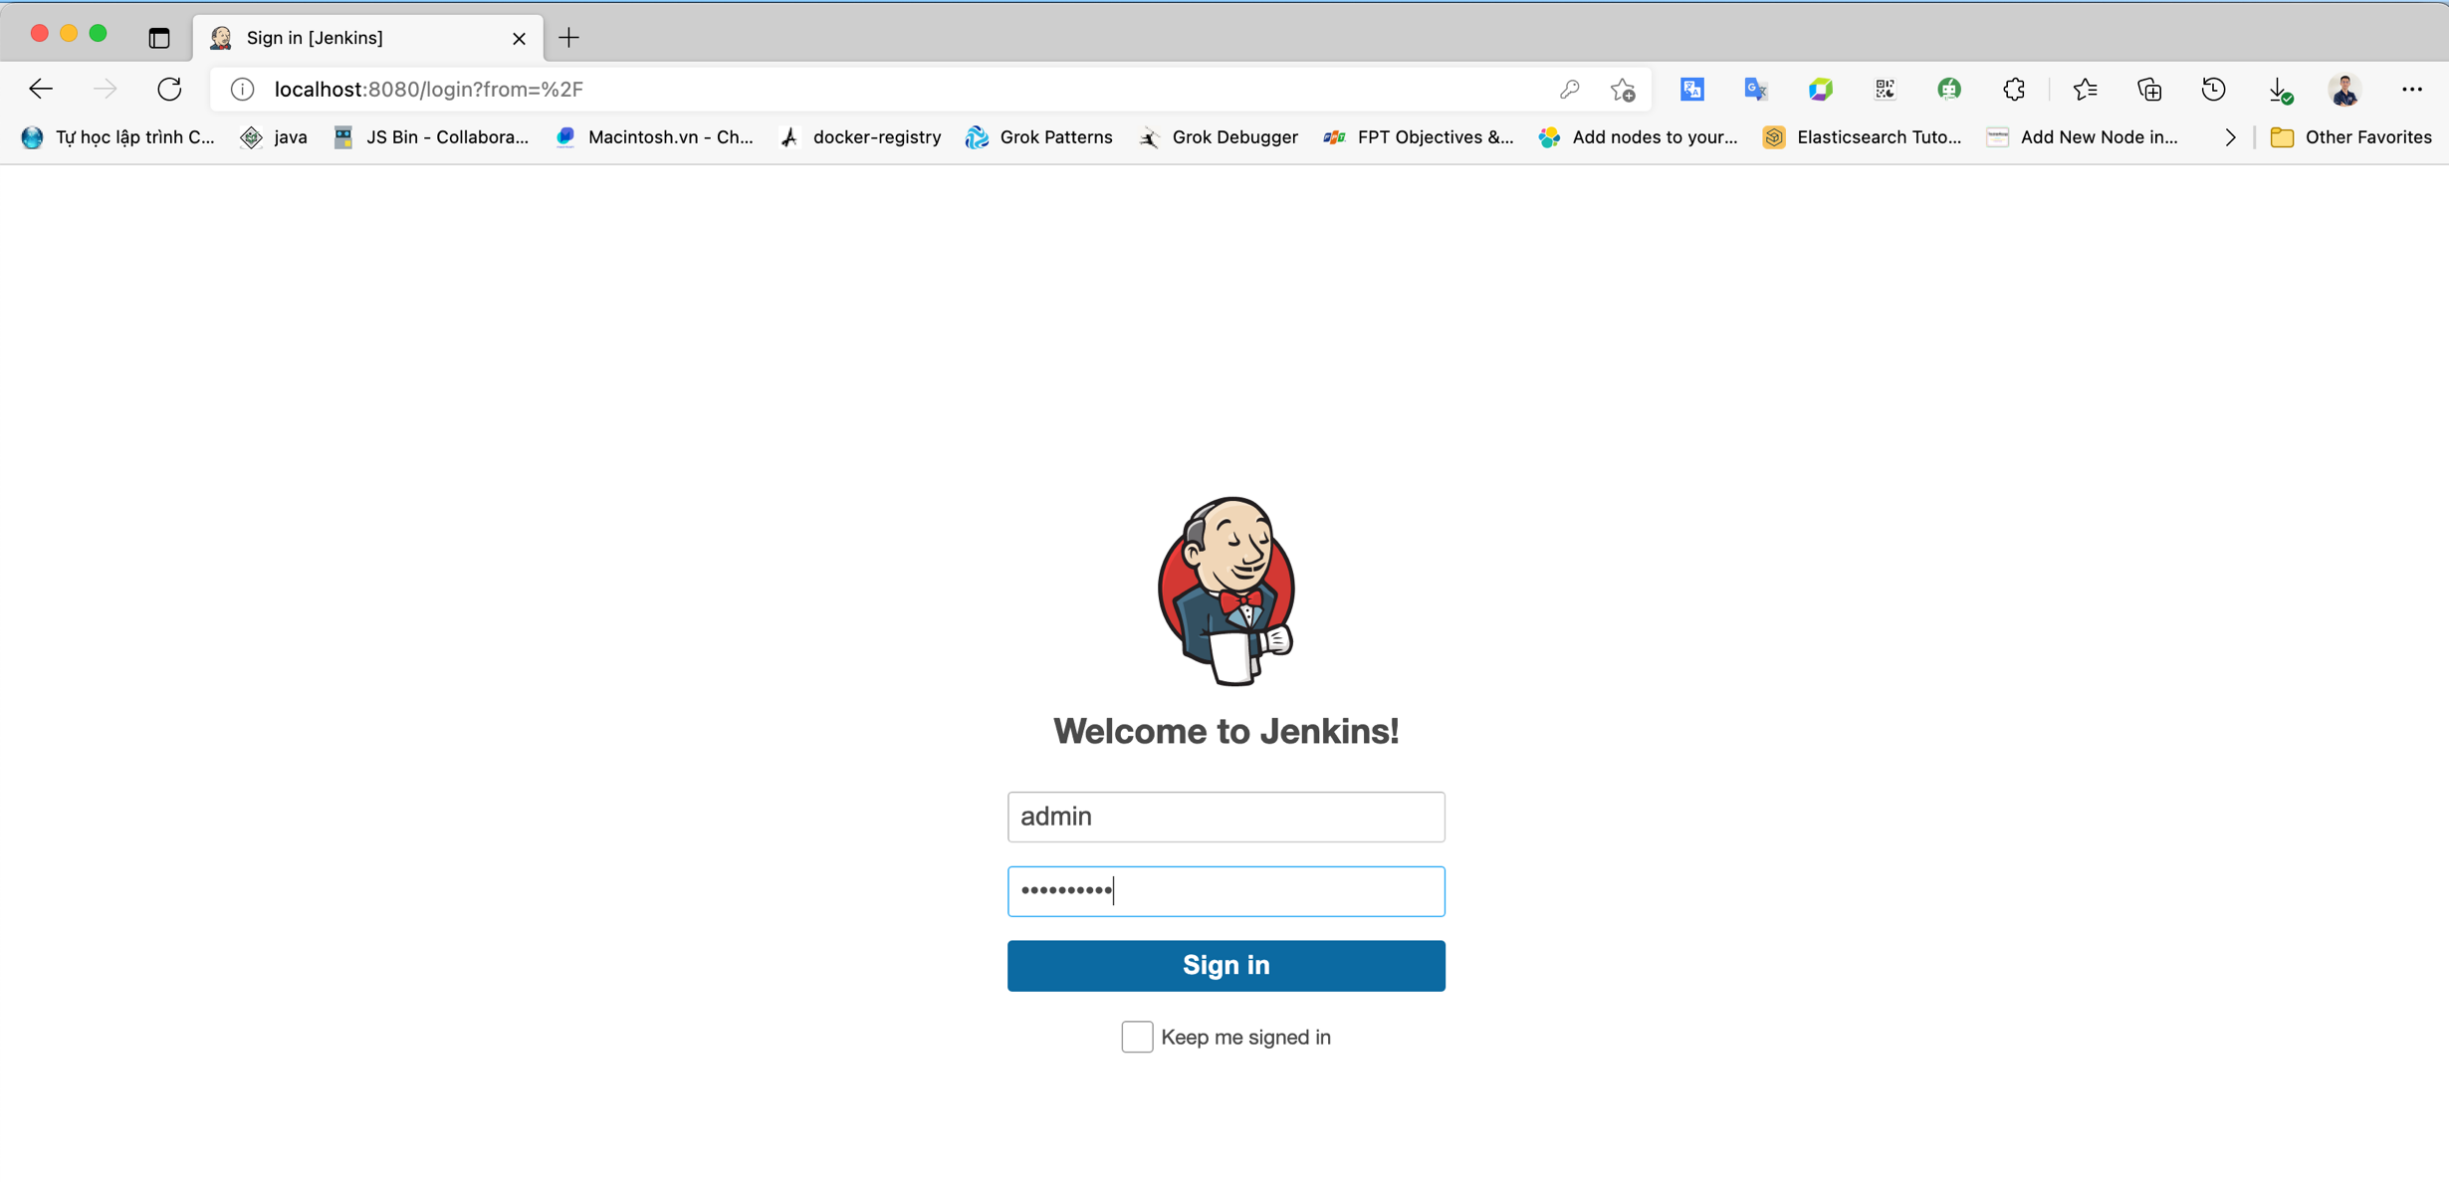 Sign in [Jenkins]
localhost:8080/login?from=%2F
Tự học lập trình C... java JS Bin - Collabora... Macintosh.vn - Ch... docker-registry Grok Patterns Grok Debugger FPT Objectives &... Add nodes to your... Elasticsearch Tuto... Add New Node in... Other Favorites
Welcome to Jenkins!
admin
••••••••••
Sign in
Keep me signed in